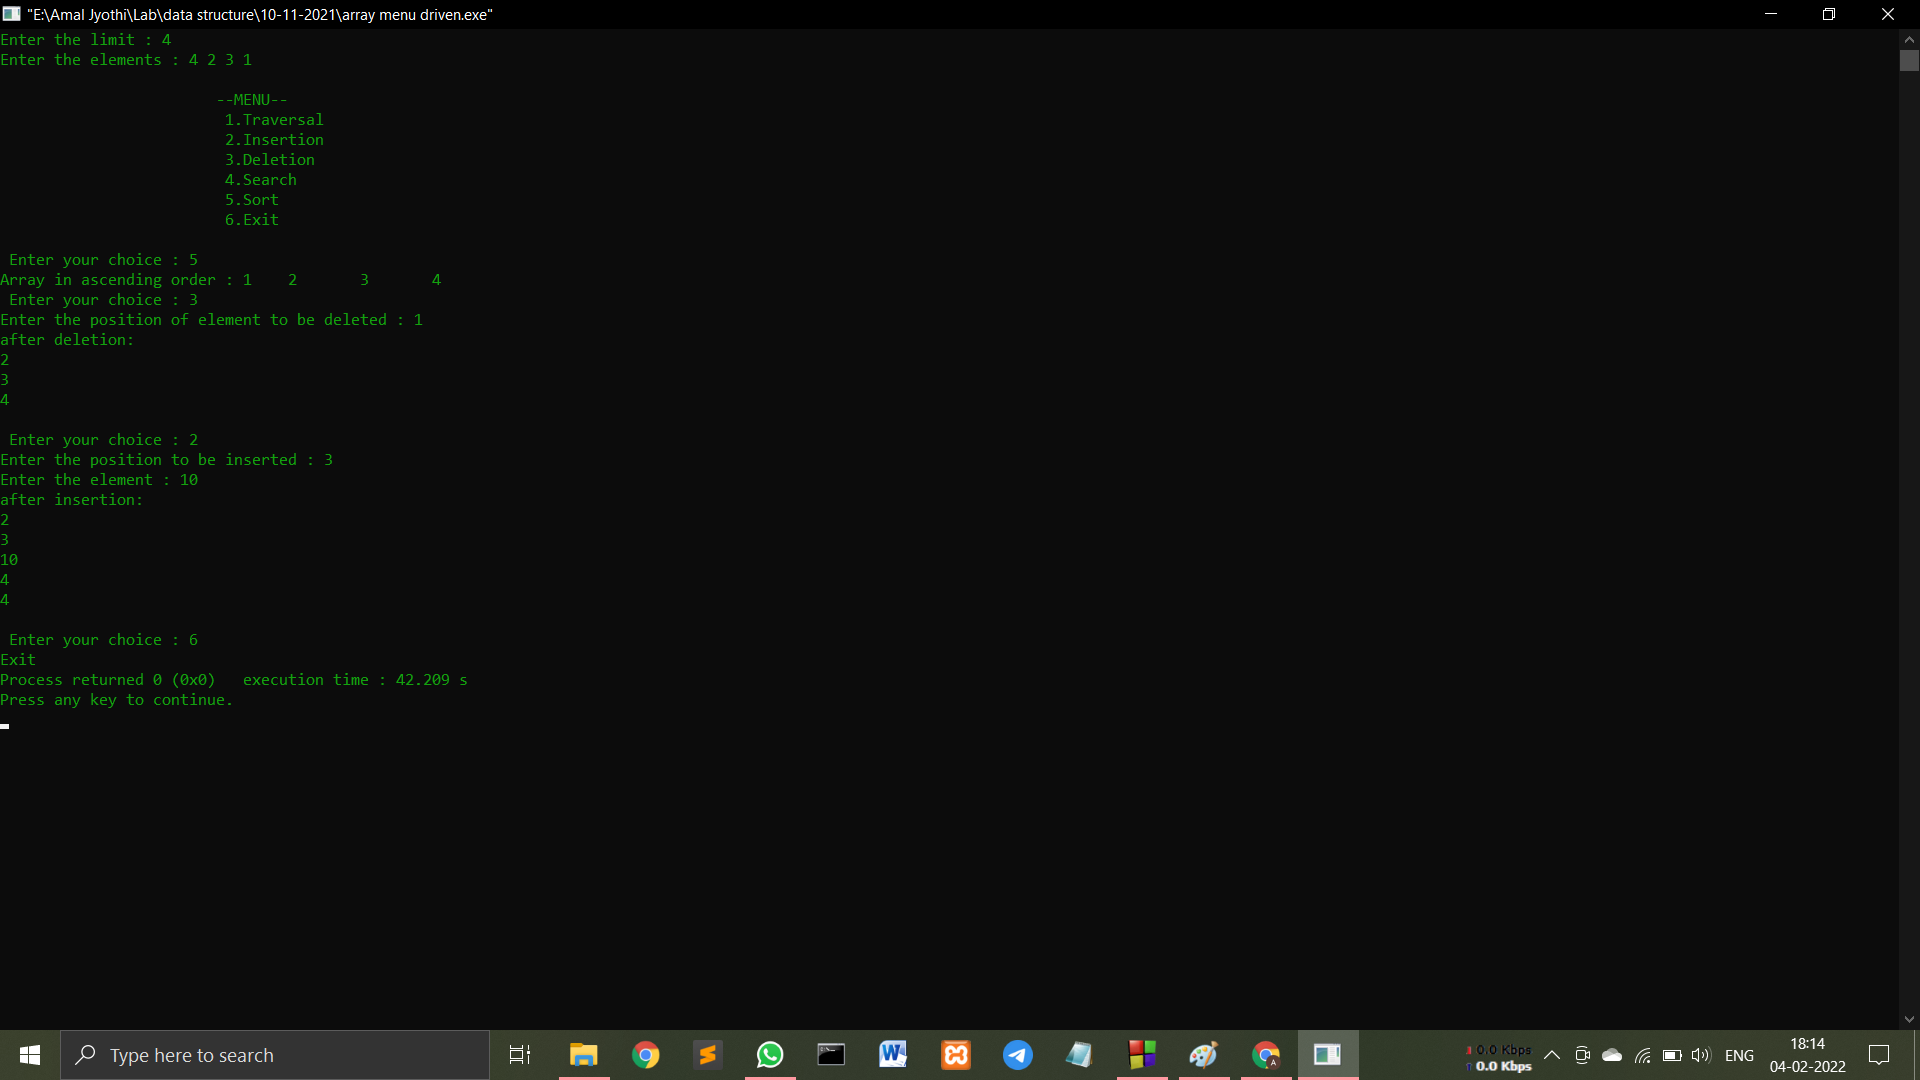 "E:\Amal Jyothi\Lab\data structure\10-11-2021\array menu driven.exe"
Enter the limit : 4
Enter the elements : 4 2 3 1
--MENU--
1.Traversal
2.Insertion
3.Deletion
4.Search
5.Sort
6.Exit
Enter your choice : 5
Array in ascending order : 1 2 3 4
Enter your choice : 3
Enter the position of element to be deleted : 1
after deletion:
2
3
4
Enter your choice : 2
Enter the position to be inserted : 3
Enter the element : 10
after insertion:
2
3
10
4
4
Enter your choice : 6
Exit
Process returned 0 (0x0) execution time : 42.209 s
Press any key to continue.
Type here to search
0.0 Kbps
0.0 Kbps
ENG
18:14
04-02-2022